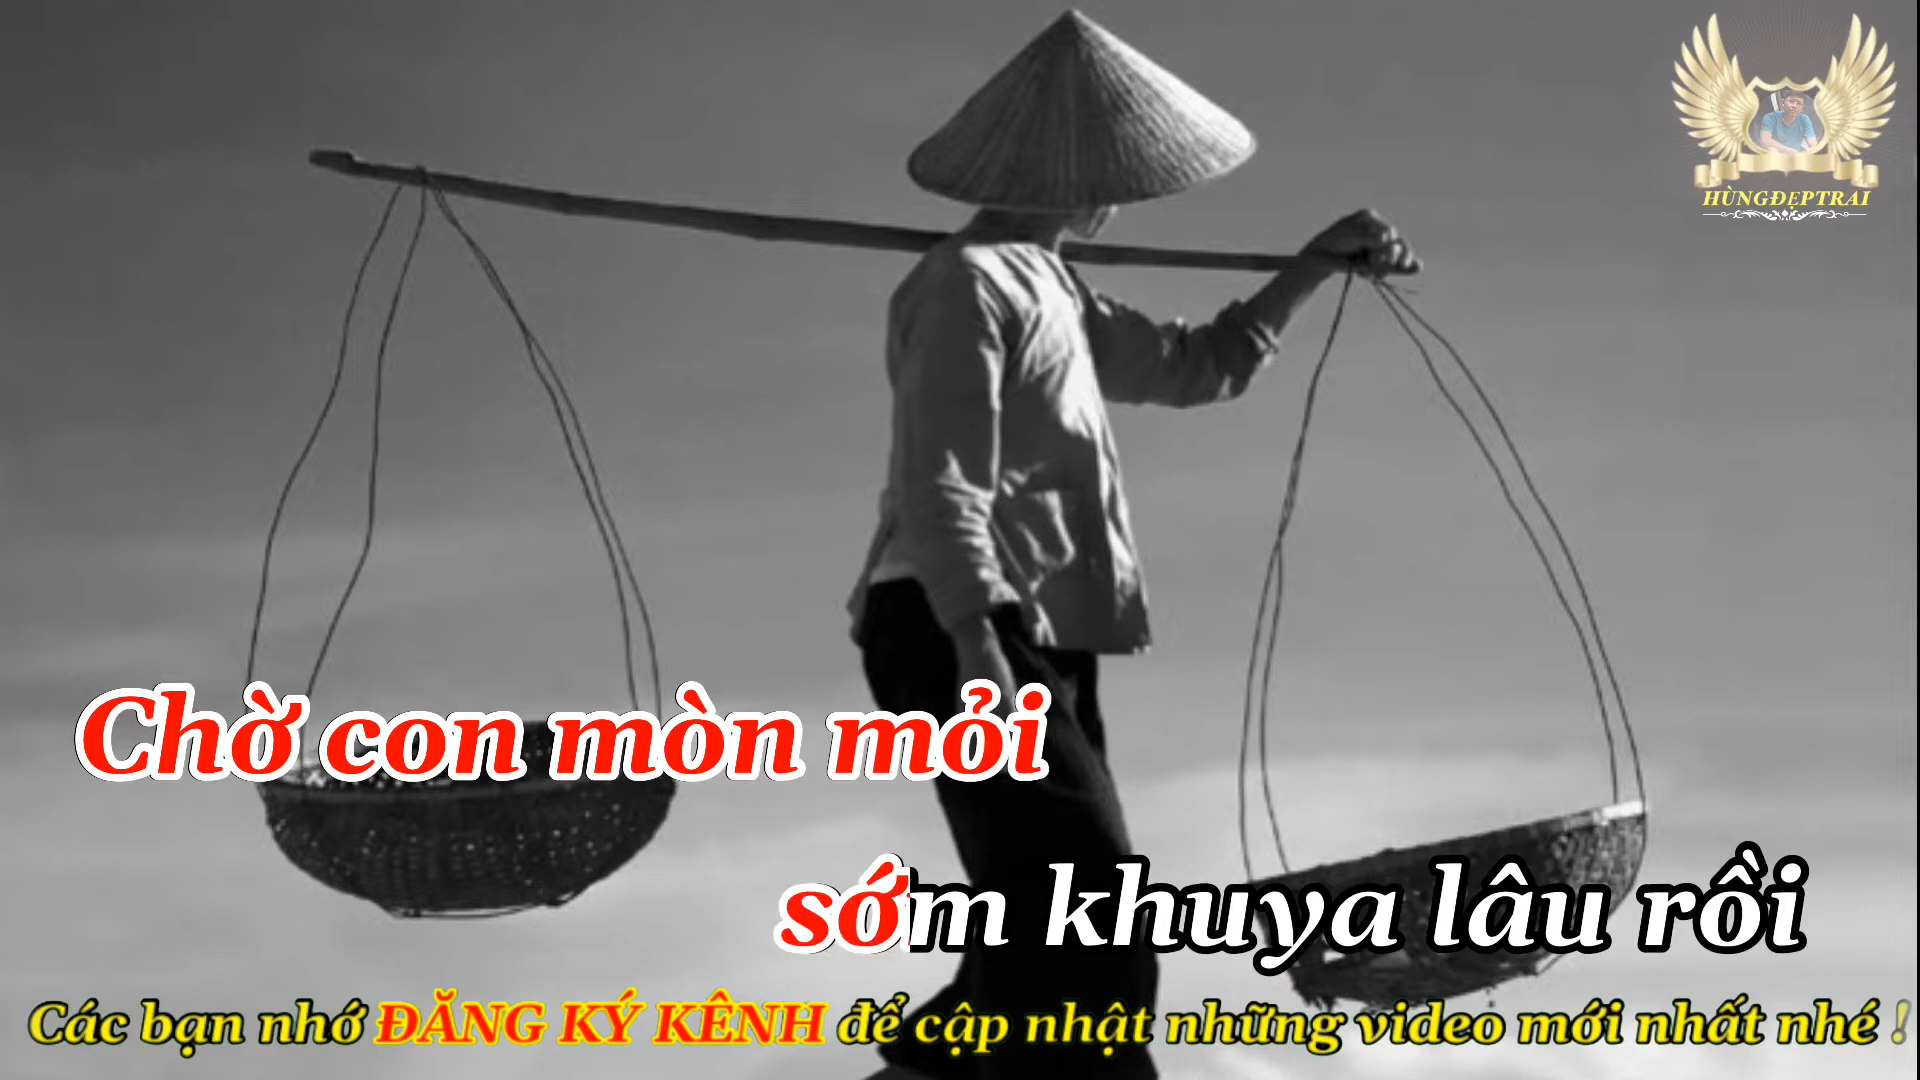 HÙNGĐẸPTRAI
Chờ con mòn mỏi
sớm khuya lâu rồi
Các bạn nhớ ĐĂNG KÝ KÊNH để cập nhật những video mới nhất nhé !